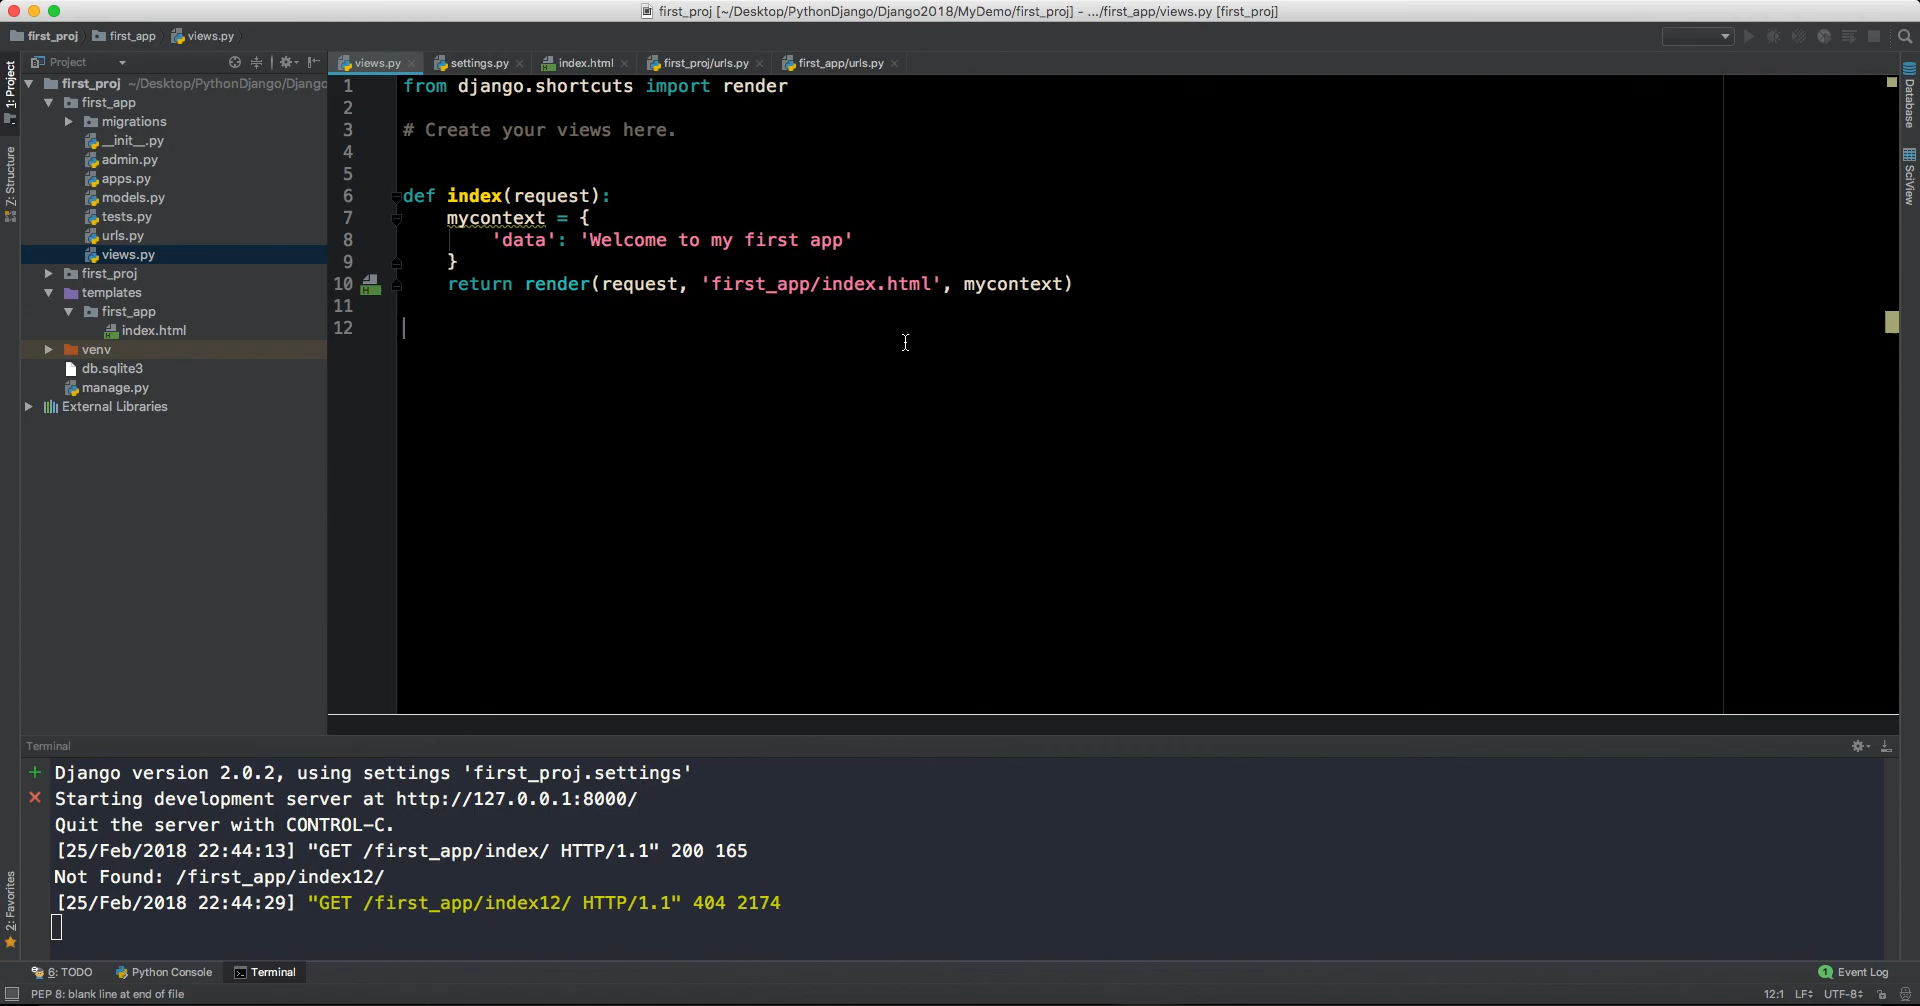 first_proj [~/Desktop/PythonDjango/Django2018/MyDemo/first_proj] - .../first_app/views.py [first_proj]
first_proj first_app views.py
1: Project
Z: Structure
2: Favorites
Project
first_proj ~/Desktop/PythonDjango/Django
first_app
migrations
__init__.py
admin.py
apps.py
models.py
tests.py
urls.py
views.py
first_proj
templates
first_app
index.html
venv
db.sqlite3
manage.py
External Libraries
views.py settings.py index.html first_proj/urls.py first_app/urls.py
1 from django.shortcuts import render
2
3 # Create your views here.
4
5
6 def index(request):
7 mycontext = {
8 'data': 'Welcome to my first app'
9 }
10 return render(request, 'first_app/index.html', mycontext)
11
12
Database
SciView
Terminal
Django version 2.0.2, using settings 'first_proj.settings'
Starting development server at http://127.0.0.1:8000/
Quit the server with CONTROL-C.
[25/Feb/2018 22:44:13] "GET /first_app/index/ HTTP/1.1" 200 165
Not Found: /first_app/index12/
[25/Feb/2018 22:44:29] "GET /first_app/index12/ HTTP/1.1" 404 2174
6: TODO Python Console Terminal 1 Event Log
PEP 8: blank line at end of file 12:1 LF UTF-8